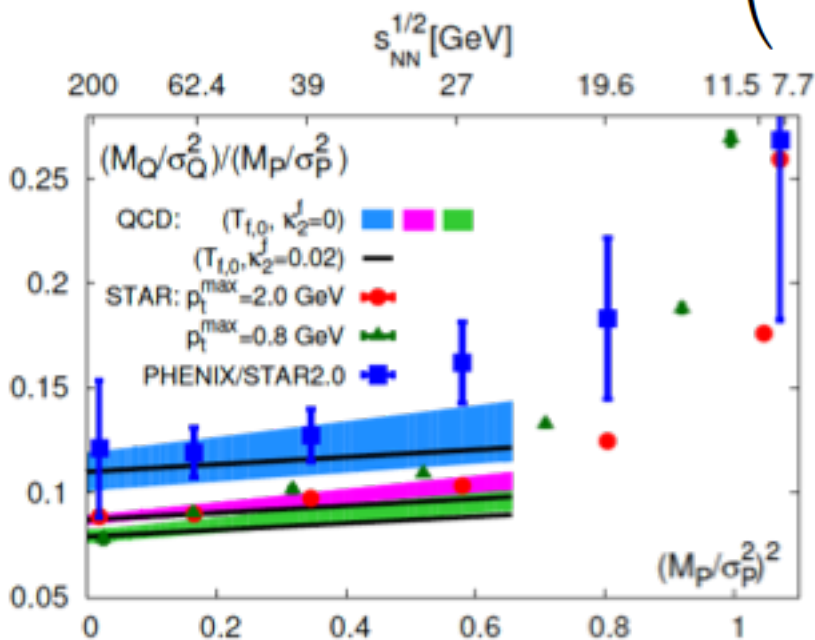 (
s_NN^1/2 [GeV]
200 62.4 39 27 19.6 11.5 7.7
(M_Q/σ_Q^2)/(M_P/σ_P^2)
QCD: (T_f,0, κ_2^f=0)
(T_f,0,κ_2^f=0.02)
STAR: p_t^max=2.0 GeV
p_t^max=0.8 GeV
PHENIX/STAR2.0
0.25
0.2
0.15
0.1
0.05
(M_P/σ_P^2)^2
0 0.2 0.4 0.6 0.8 1